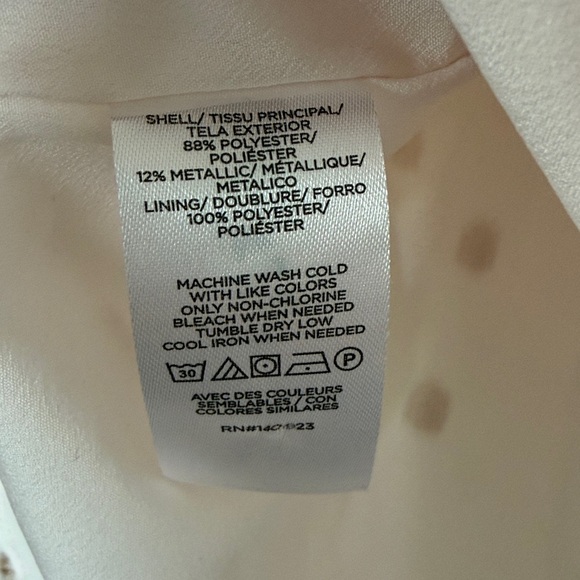 SHELL/ TISSU PRINCIPAL/
TELA EXTERIOR
88% POLYESTER/
POLIÉSTER
12% METALLIC/ MÉTALLIQUE/
METALICO
LINING/ DOUBLURE/ FORRO
100% POLYESTER/
POLIÉSTER
MACHINE WASH COLD
WITH LIKE COLORS
ONLY NON-CHLORINE
BLEACH WHEN NEEDED
TUMBLE DRY LOW
COOL IRON WHEN NEEDED
30 P
AVEC DES COULEURS
SEMBLABLES / CON
COLORES SIMILARES